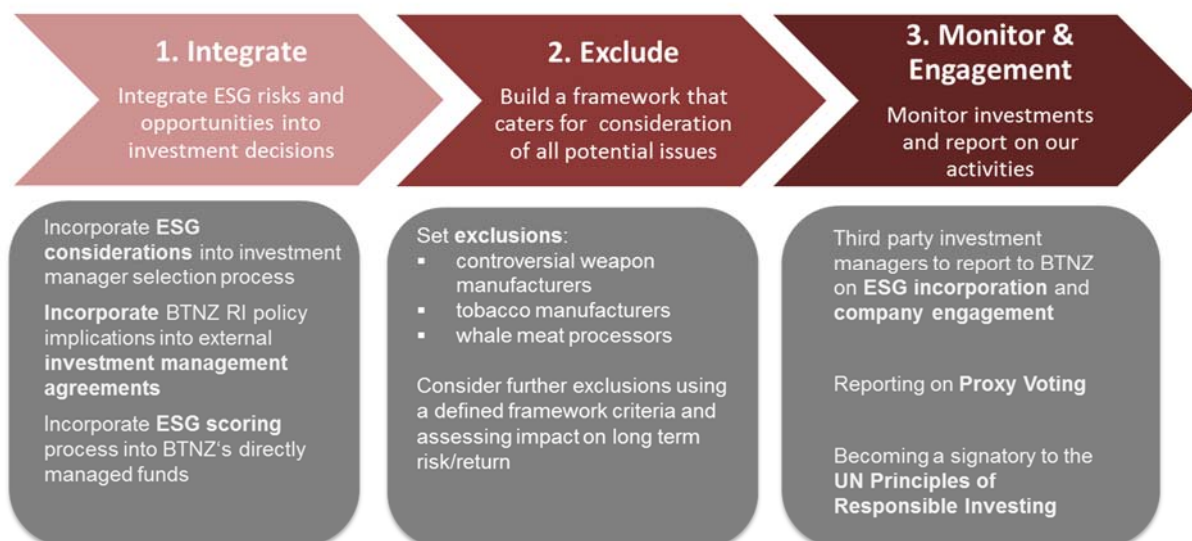 1. Integrate
Integrate ESG risks and
opportunities into
investment decisions
2. Exclude
Build a framework that
caters for consideration
of all potential issues
3. Monitor &
Engagement
Monitor investments
and report on our
activities
Incorporate ESG
considerations into investment
manager selection process
Incorporate BTNZ RI policy
implications into external
investment management
agreements
Incorporate ESG scoring
process into BTNZ‘s directly
managed funds
Set exclusions:
▪ controversial weapon
manufacturers
▪ tobacco manufacturers
▪ whale meat processors
Consider further exclusions using
a defined framework criteria and
assessing impact on long term
risk/return
Third party investment
managers to report to BTNZ
on ESG incorporation and
company engagement
Reporting on Proxy Voting
Becoming a signatory to the
UN Principles of
Responsible Investing